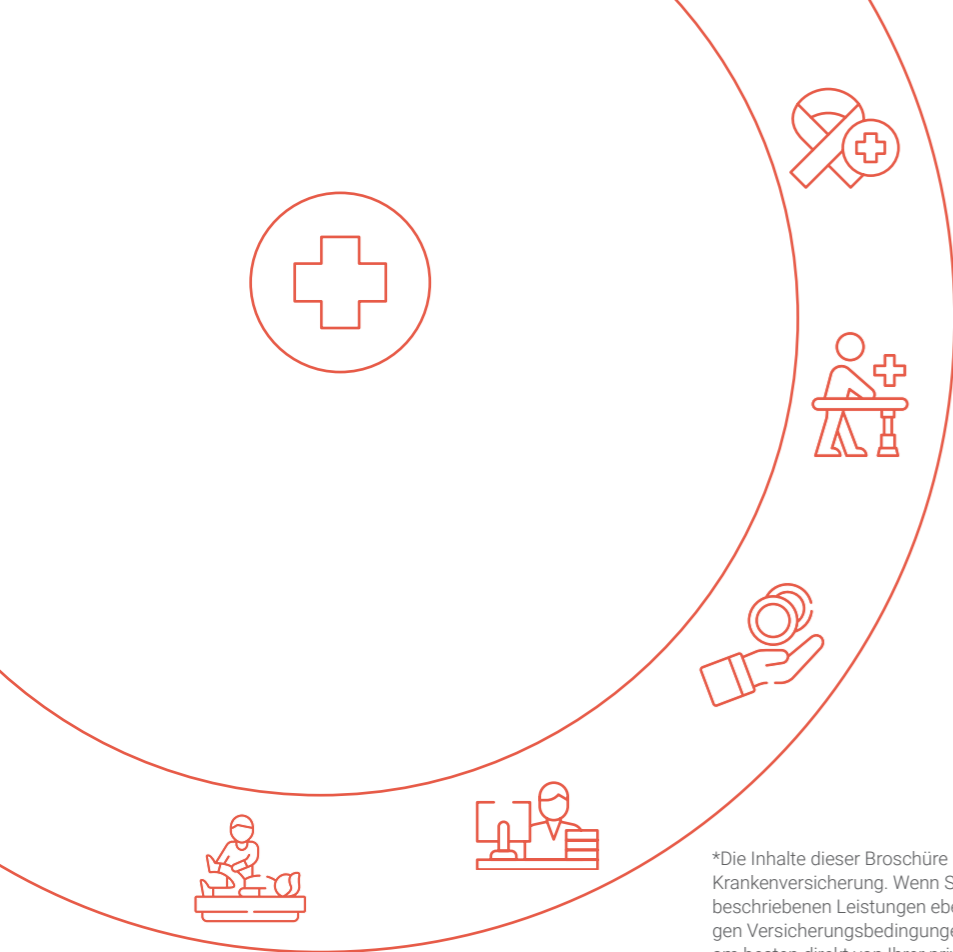 *Die Inhalte dieser Broschüre
Krankenversicherung. Wenn S
beschriebenen Leistungen ebe
gen Versicherungsbedingunge